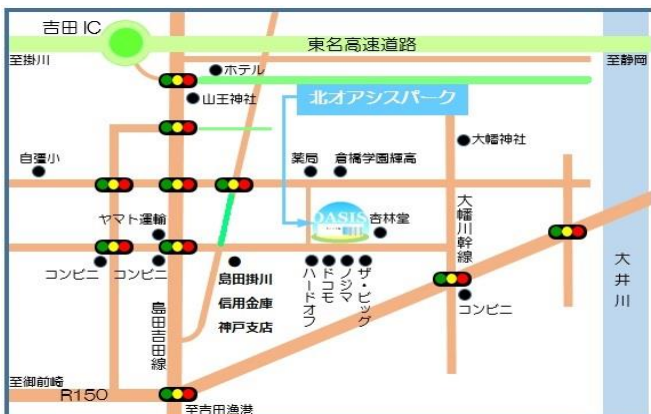 吉田IC
東名高速道路
至掛川
至静岡
ホテル
山王神社
北オアシスパーク
大幡神社
自彊小
薬局
倉橋学園輝高
OASIS
杏林堂
ヤマト運輸
コンビニ
コンビニ
島田掛川
信用金庫
神戸支店
ハードオフ
ドコモ
ノジマ
ザ・ビッグ
大幡川幹線
コンビニ
大井川
島田吉田線
至御前崎
R150
至吉田漁港